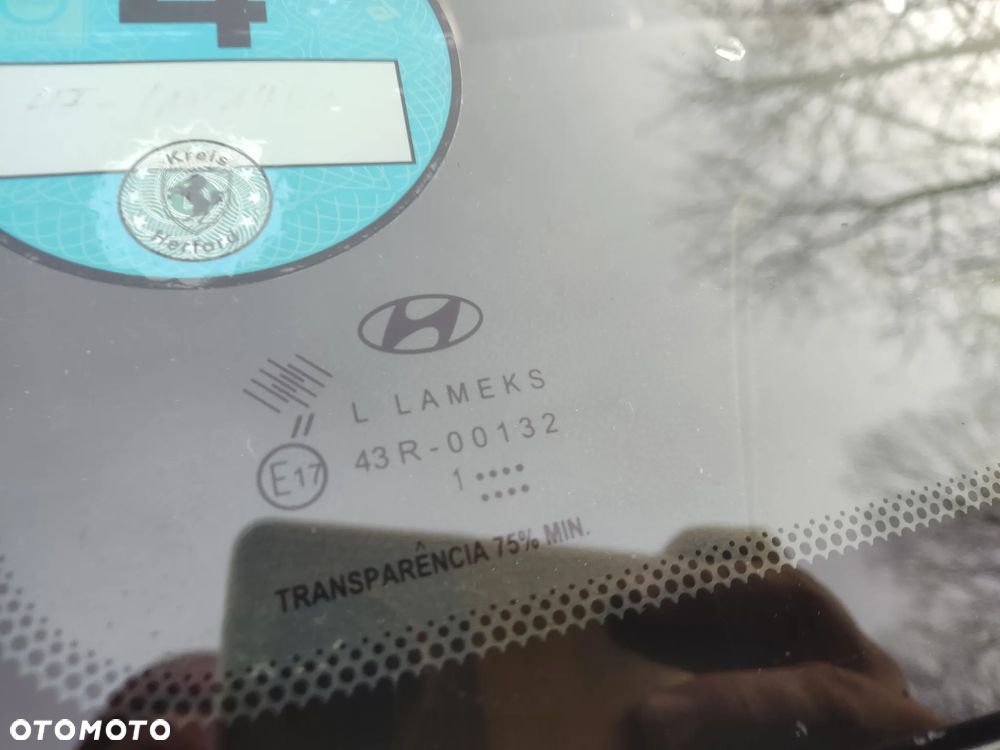 4
Kreis
Herford
L LAMEKS
43R-00132
E17
1
TRANSPARÊNCIA 75% MIN.
OTOMOTO